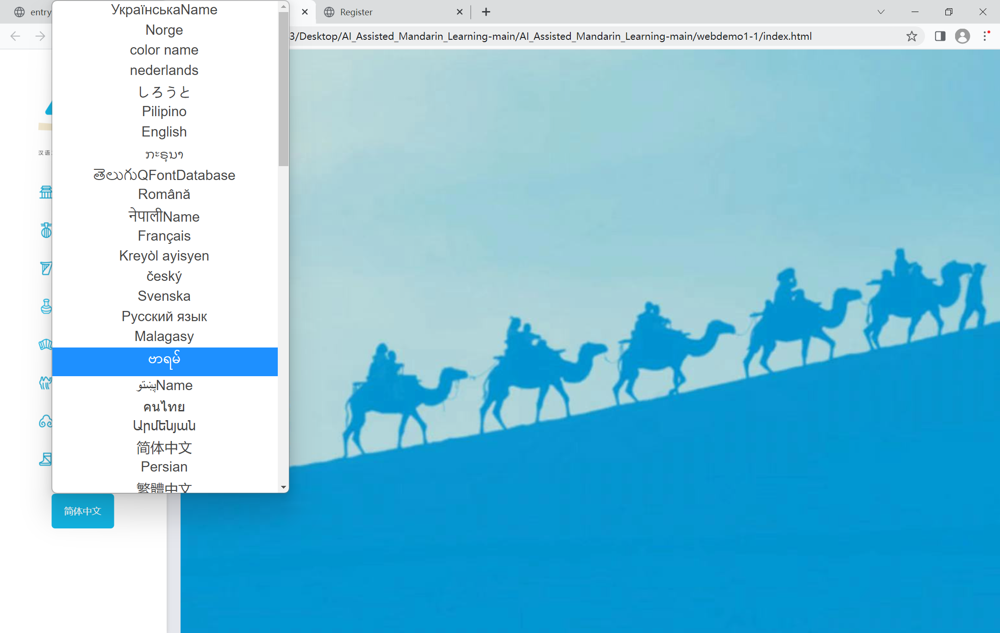 entry
Register
3/Desktop/AI_Assisted_Mandarin_Learning-main/AI_Assisted_Mandarin_Learning-main/webdemo1-1/index.html
УкраїнськаName
Norge
color name
nederlands
しろうと
Pilipino
English
ກະຣຸນາ
తెలుగుQFontDatabase
Română
नेपालीName
Français
Kreyòl ayisyen
český
Svenska
Русский язык
Malagasy
ဗာရမ်
پښتوName
คนไทย
Արմենյան
简体中文
Persian
繁體中文
汉语
简体中文